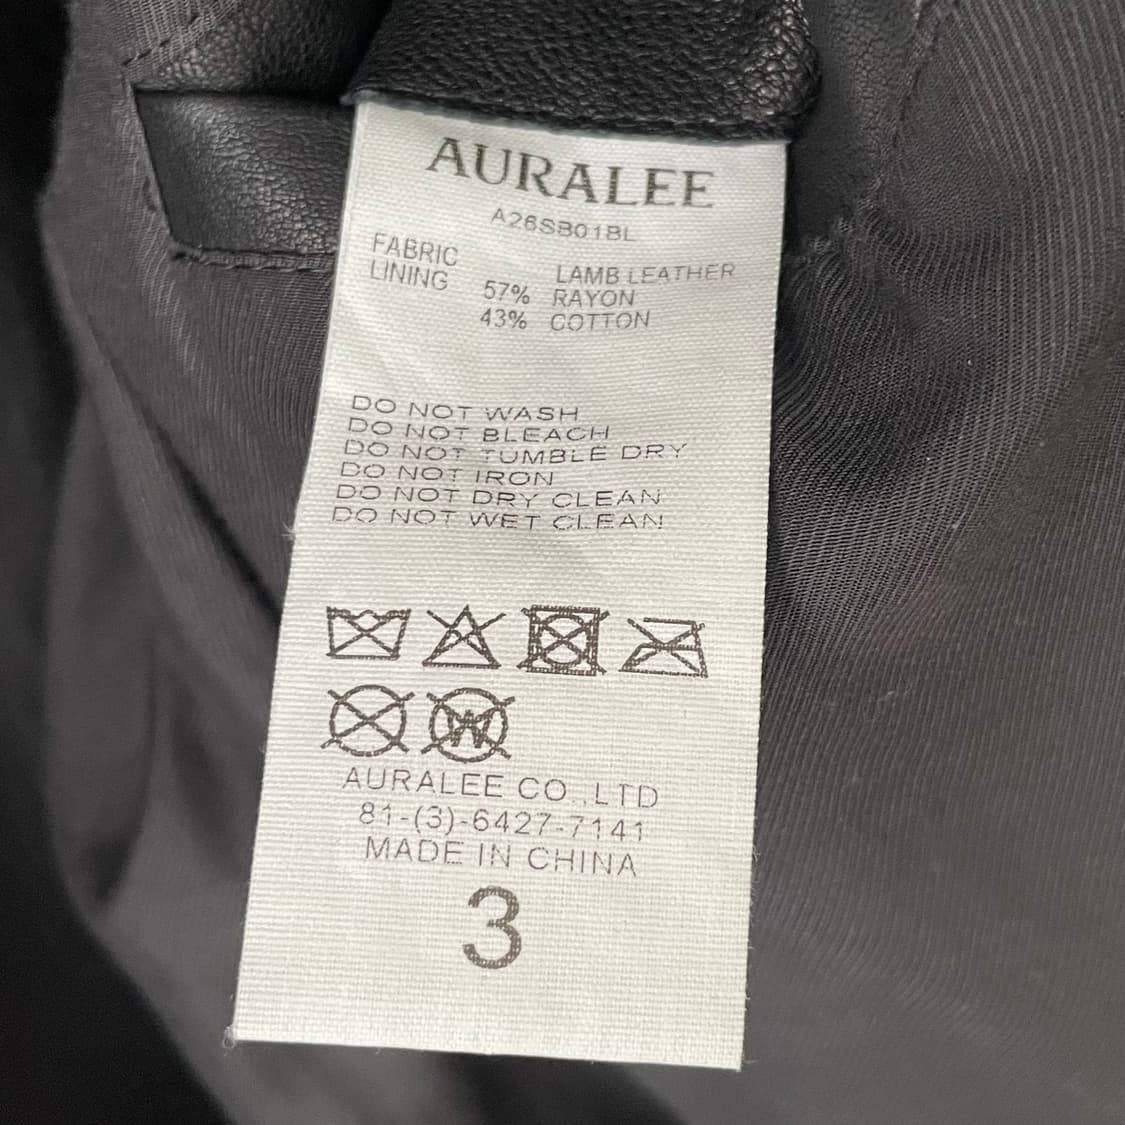 AURALEE
A26SB01BL
FABRIC LAMB LEATHER
LINING 57% RAYON
43% COTTON
DO NOT WASH
DO NOT BLEACH
DO NOT TUMBLE DRY
DO NOT IRON
DO NOT DRY CLEAN
DO NOT WET CLEAN
W
AURALEE CO.,LTD
81-(3)-6427-7141
MADE IN CHINA
3